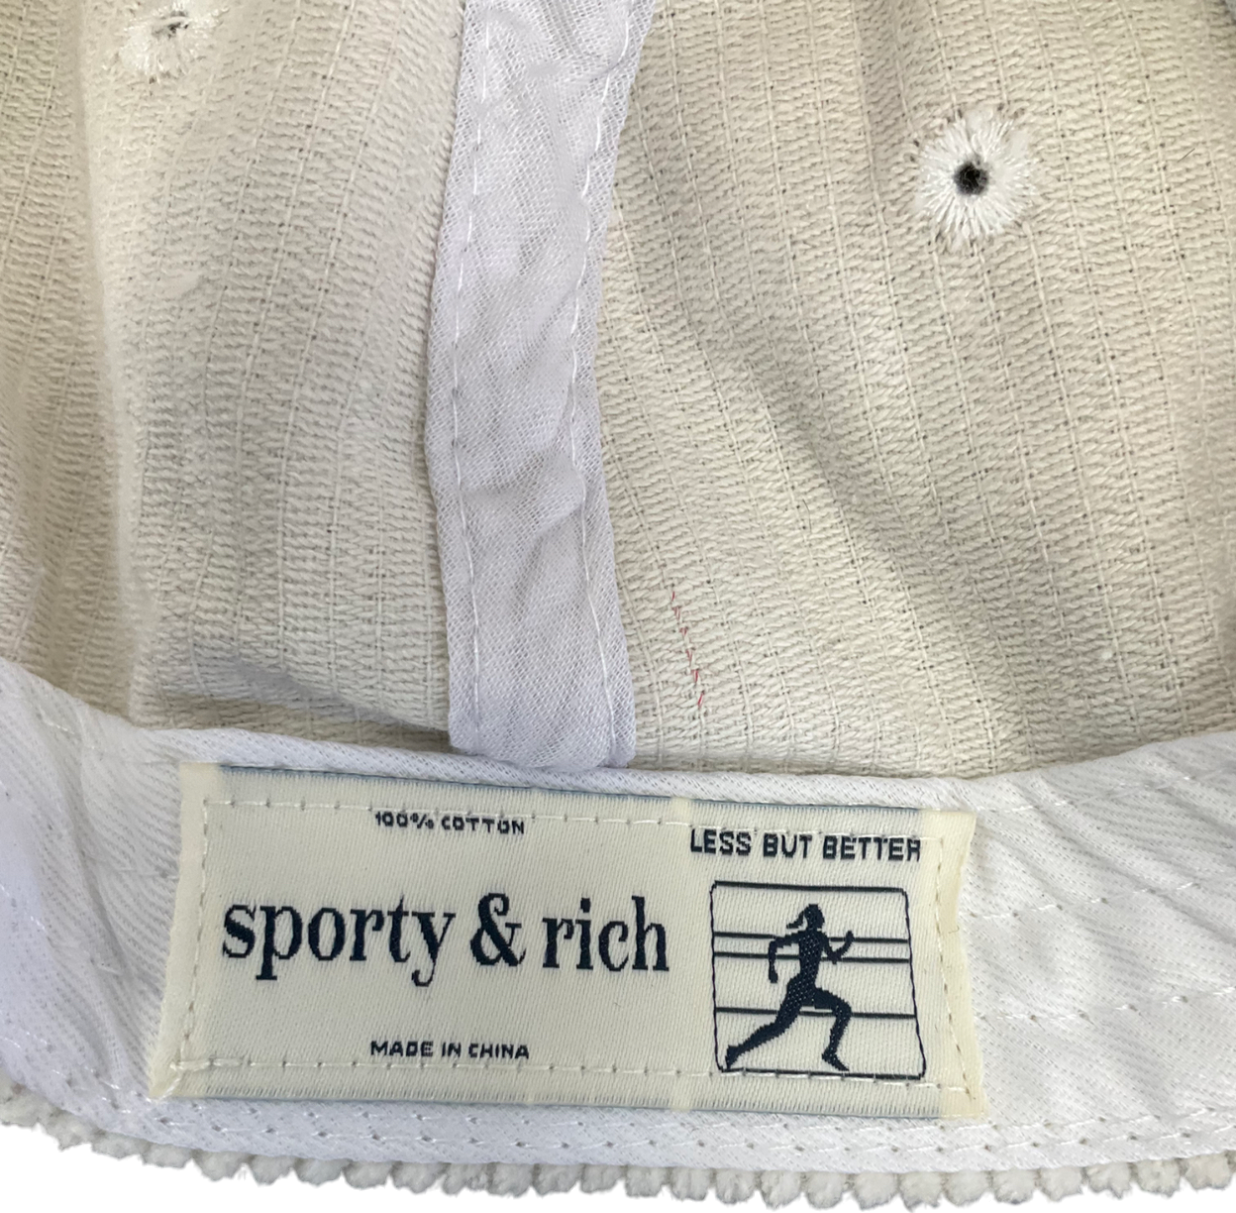 100% COTTON
sporty & rich
MADE IN CHINA
LESS BUT BETTER